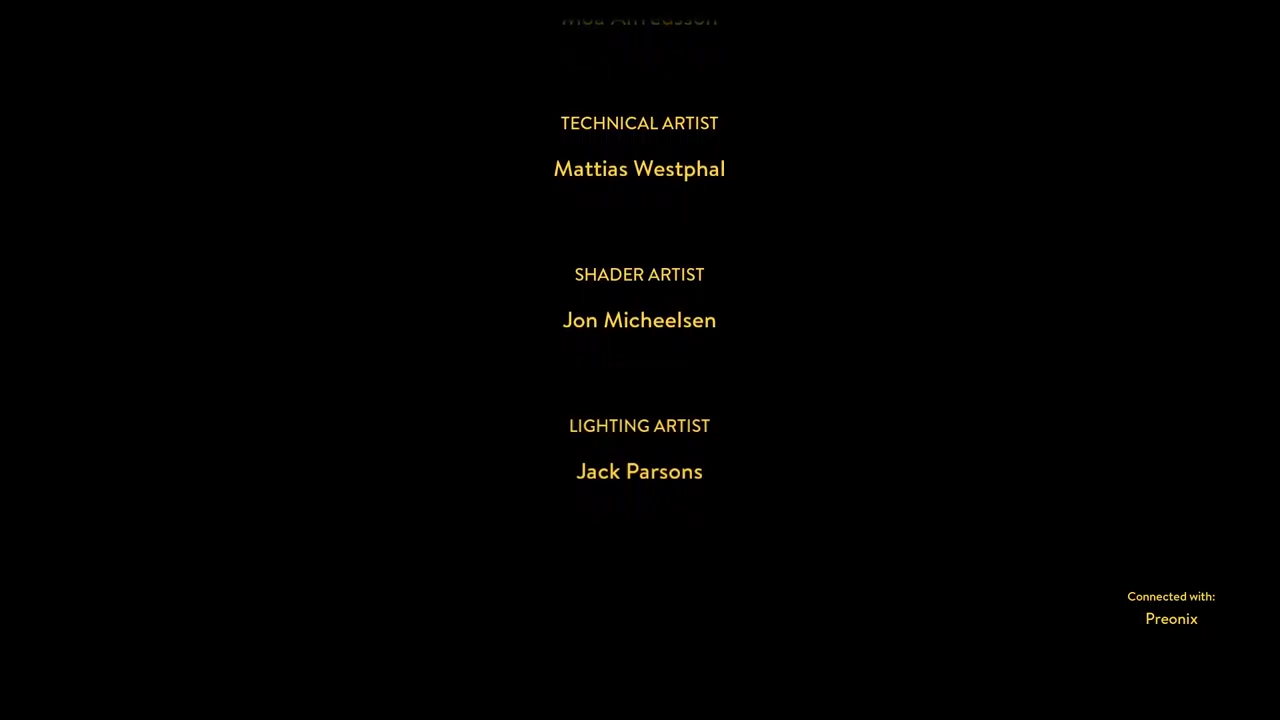 TECHNICAL ARTIST
Mattias Westphal
SHADER ARTIST
Jon Micheelsen
LIGHTING ARTIST
Jack Parsons
Connected with:
Preonix